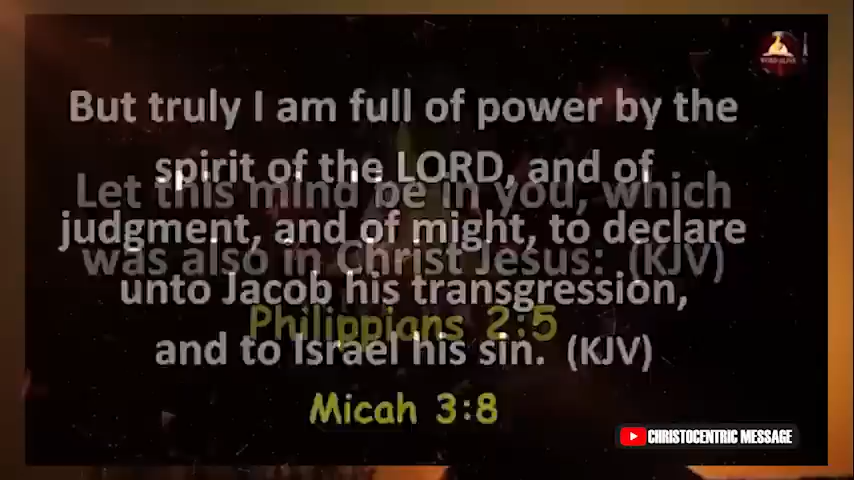 But truly I am full of power by the
spirit of the LORD, and of
judgment, and of might, to declare
unto Jacob his transgression,
and to Israel his sin. (KJV)
Micah 3:8
Let this mind be in you, which
was also in Christ Jesus: (KJV)
Philippians 2:5
CHRISTOCENTRIC MESSAGE